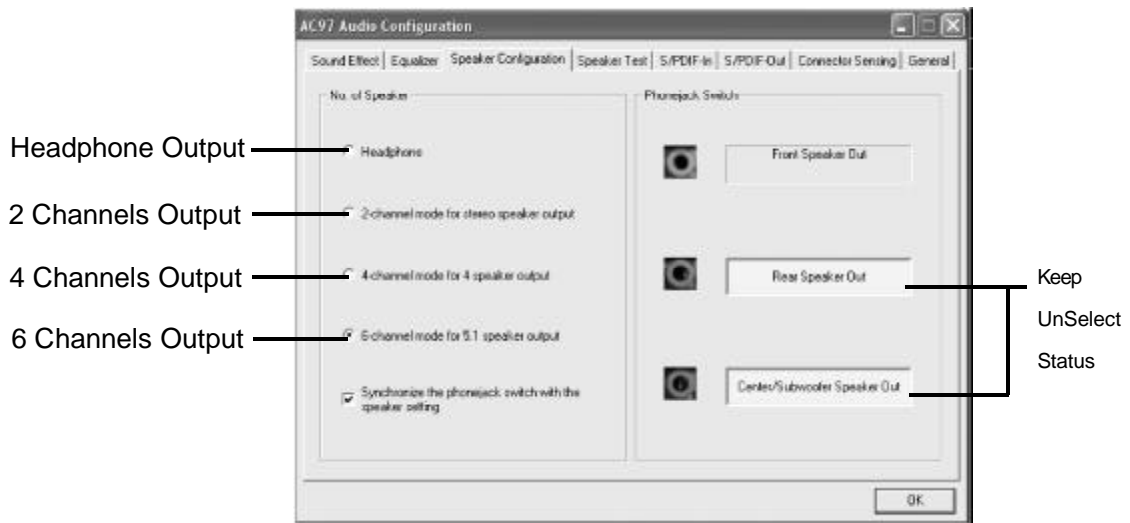 AC97 Audio Configuration
Sound Effect Equalizer Speaker Configuration Speaker Test S/PDIF-In S/PDIF-Out Connector Sensing General
No. of Speaker
Phonejack Switch
Headphone Output
Headphone
Front Speaker Out
2 Channels Output
2-channel mode for stereo speaker output
4 Channels Output
4-channel mode for 4 speaker output
Rear Speaker Out
Keep
UnSelect
Status
6 Channels Output
6-channel mode for 5.1 speaker output
Synchronize the phonejack switch with the
speaker setting
Center/Subwoofer Speaker Out
OK